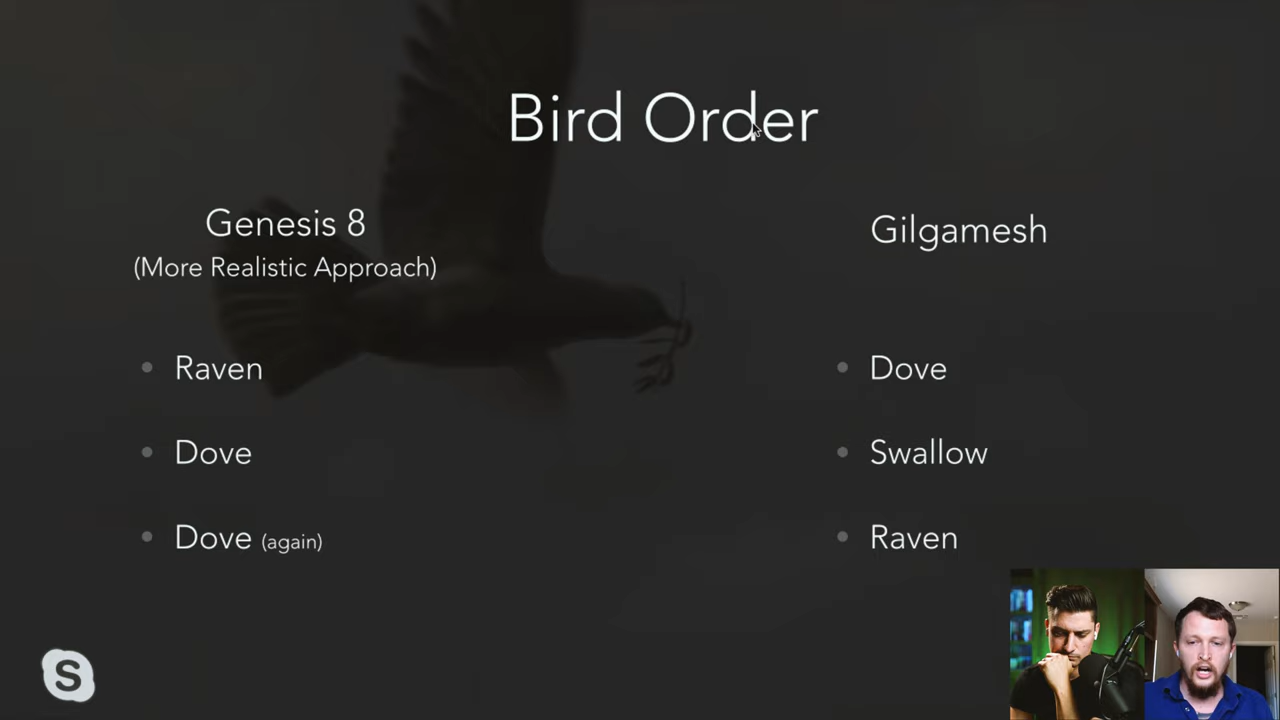 Bird Order
Genesis 8
(More Realistic Approach)
• Raven
• Dove
• Dove (again)
Gilgamesh
• Dove
• Swallow
• Raven
S